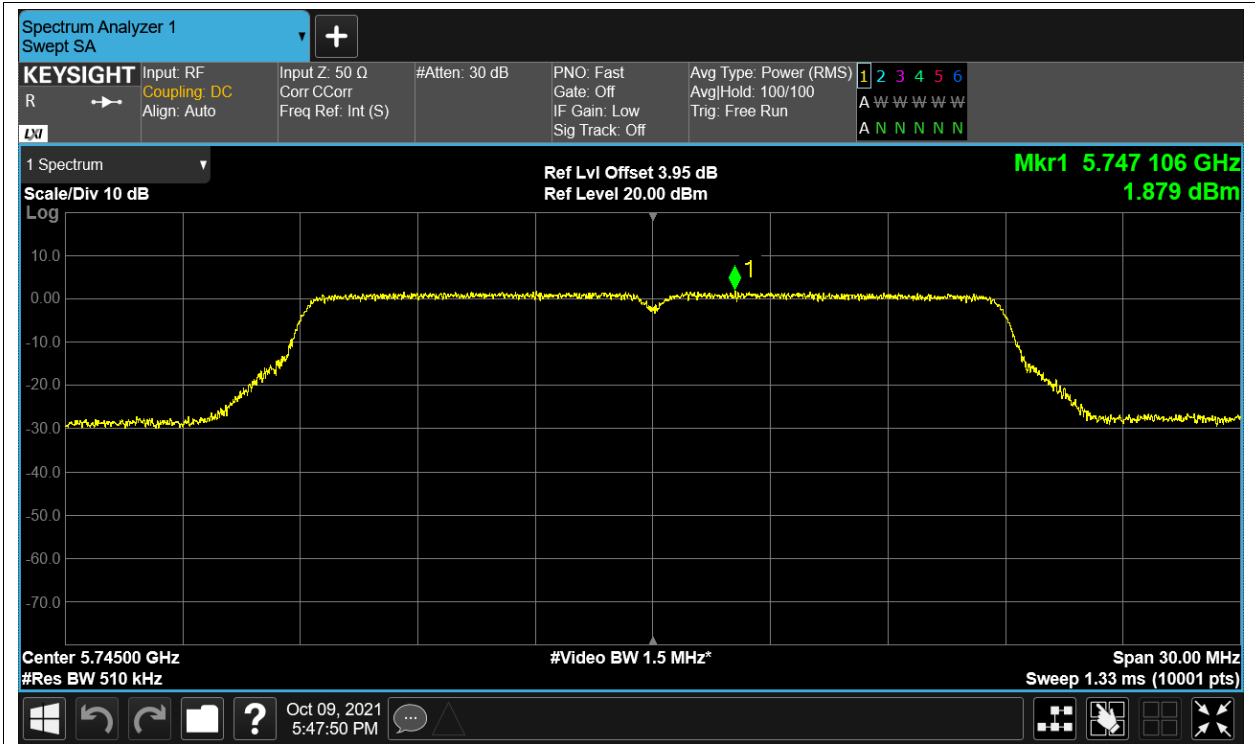 Spectrum Analyzer 1
Swept SA
KEYSIGHT
R
LXI
Input: RF
Coupling: DC
Align: Auto
Input Z: 50 Ω
Corr CCorr
Freq Ref: Int (S)
#Atten: 30 dB
PNO: Fast
Gate: Off
IF Gain: Low
Sig Track: Off
Avg Type: Power (RMS)
Avg|Hold: 100/100
Trig: Free Run
1 2 3 4 5 6
A W W W W W
A N N N N N
1 Spectrum
Scale/Div 10 dB
Log
Ref Lvl Offset 3.95 dB
Ref Level 20.00 dBm
Mkr1 5.747 106 GHz
1.879 dBm
10.0
0.00
-10.0
-20.0
-30.0
-40.0
-50.0
-60.0
-70.0
1
Center 5.74500 GHz
#Res BW 510 kHz
#Video BW 1.5 MHz*
Span 30.00 MHz
Sweep 1.33 ms (10001 pts)
?
Oct 09, 2021
5:47:50 PM